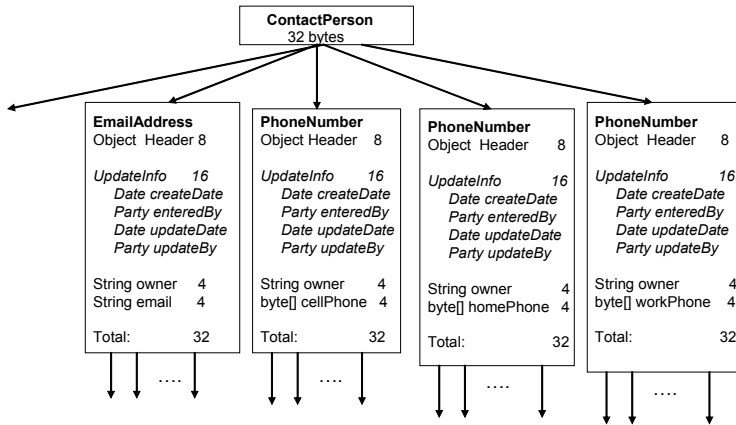 ContactPerson
32 bytes
EmailAddress
Object Header 8
UpdateInfo 16
Date createDate
Party enteredBy
Date updateDate
Party updateBy
String owner 4
String email 4
Total: 32
....
PhoneNumber
Object Header 8
UpdateInfo 16
Date createDate
Party enteredBy
Date updateDate
Party updateBy
String owner 4
byte[] cellPhone 4
Total: 32
....
PhoneNumber
Object Header 8
UpdateInfo 16
Date createDate
Party enteredBy
Date updateDate
Party updateBy
String owner 4
byte[] homePhone 4
Total: 32
....
PhoneNumber
Object Header 8
UpdateInfo 16
Date createDate
Party enteredBy
Date updateDate
Party updateBy
String owner 4
byte[] workPhone 4
Total: 32
....